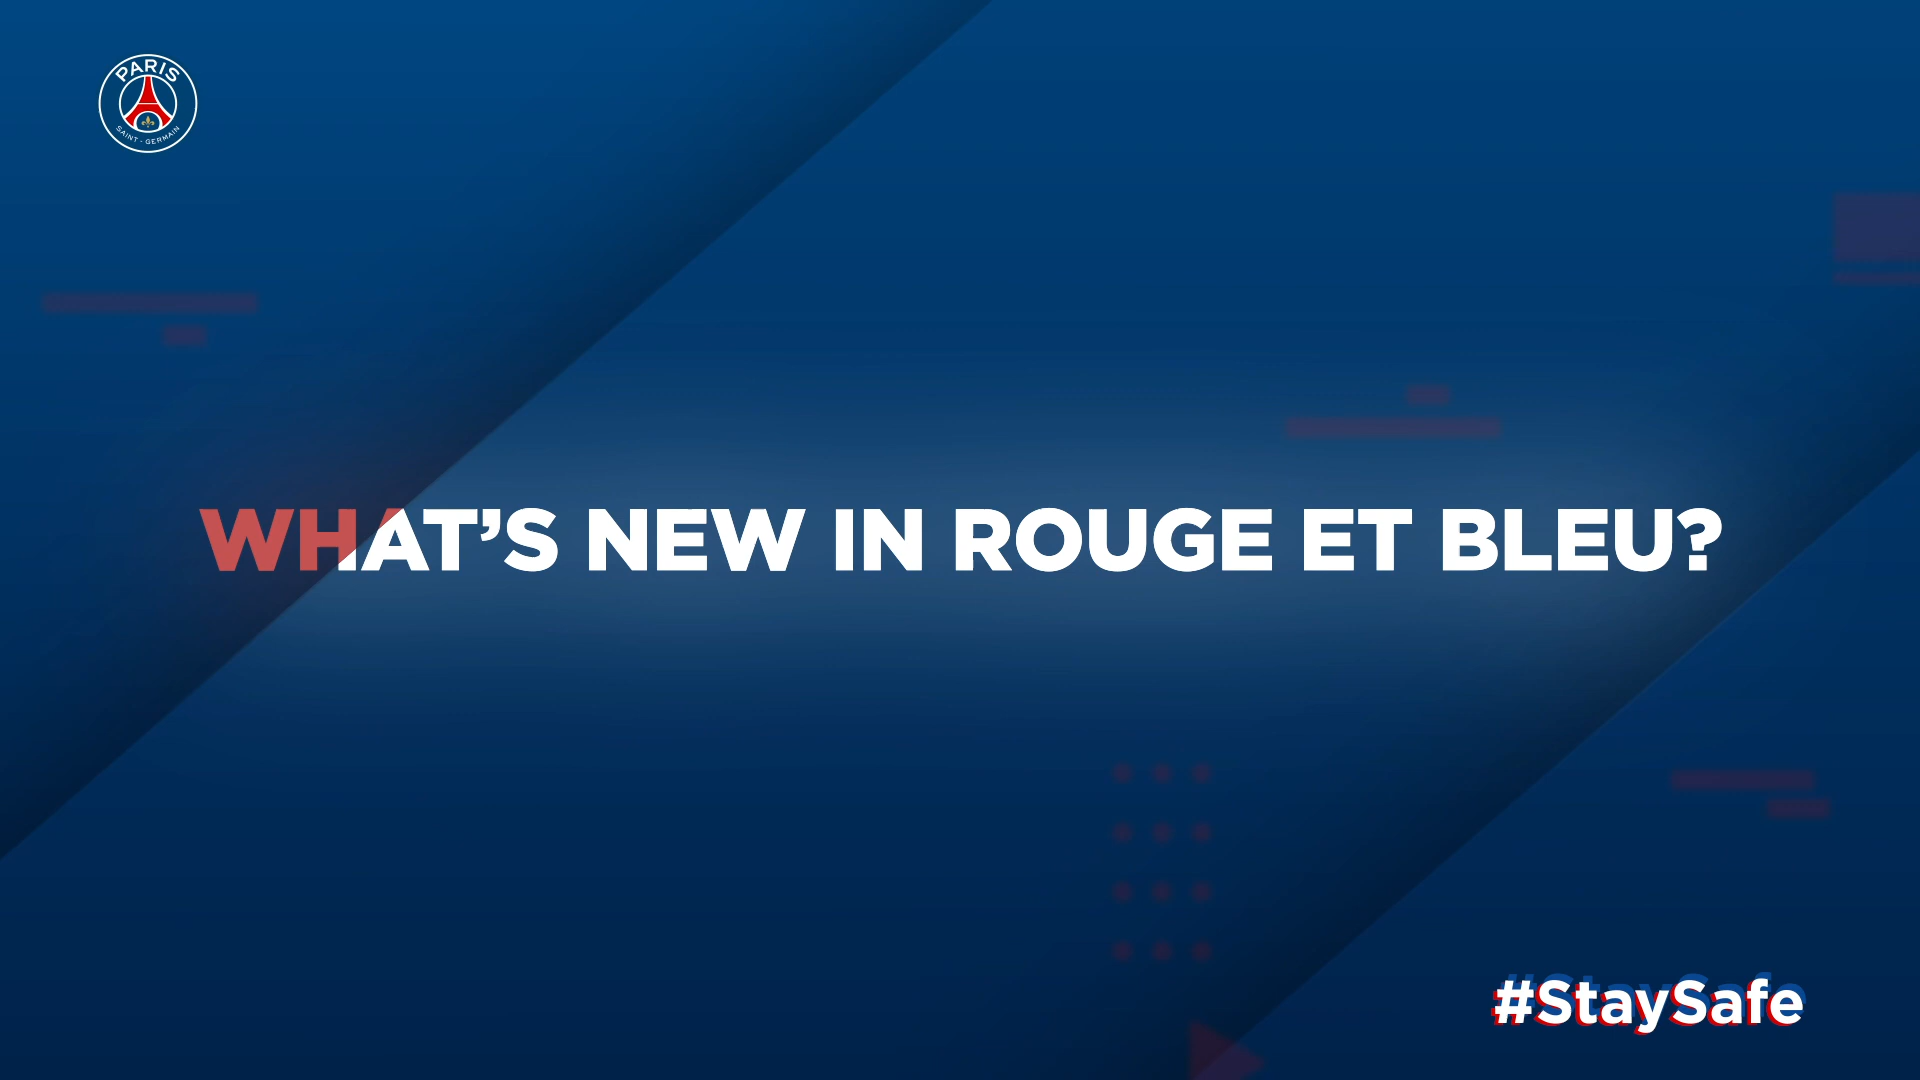 PARIS
SAINT-GERMAIN
WHAT’S NEW IN ROUGE ET BLEU?
#StaySafe